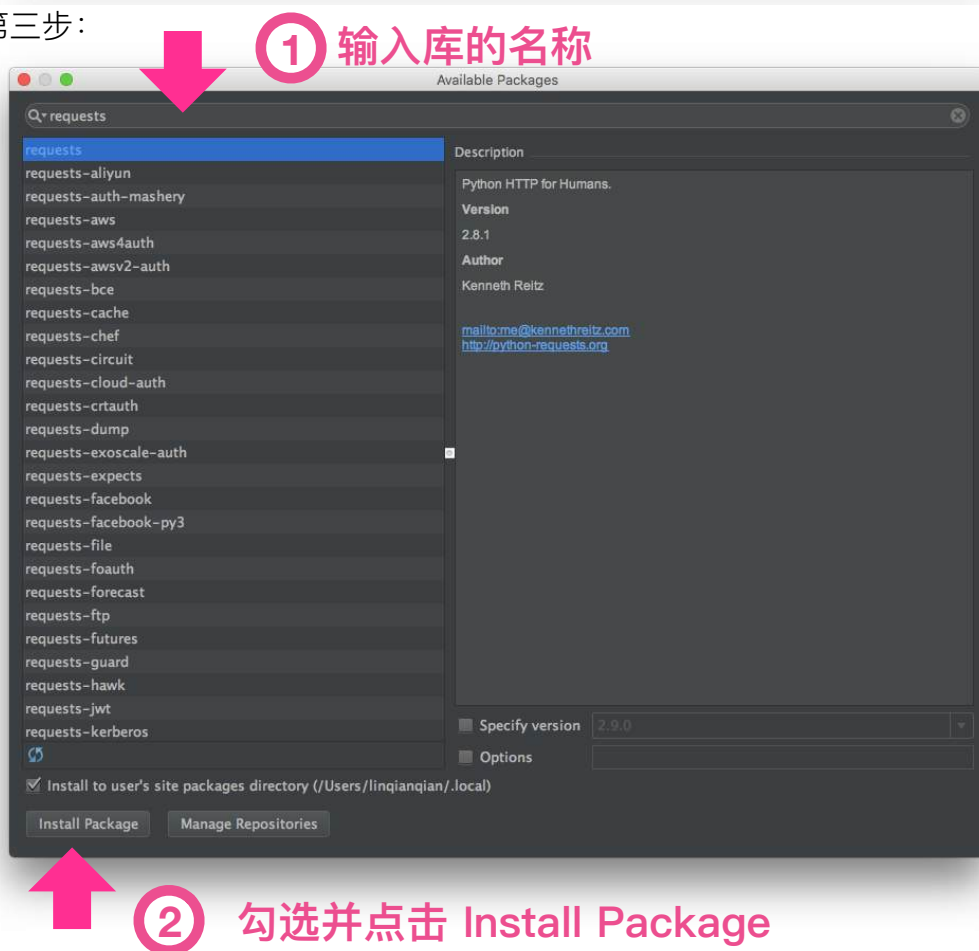 第三步：
① 输入库的名称
Available Packages
requests
requests
requests-aliyun
requests-auth-mashery
requests-aws
requests-aws4auth
requests-awsv2-auth
requests-bce
requests-cache
requests-chef
requests-circuit
requests-cloud-auth
requests-crtauth
requests-dump
requests-exoscale-auth
requests-expects
requests-facebook
requests-facebook-py3
requests-file
requests-foauth
requests-forecast
requests-ftp
requests-futures
requests-guard
requests-hawk
requests-jwt
requests-kerberos
Description
Python HTTP for Humans.
Version
2.8.1
Author
Kenneth Reitz
mailto:me@kennethreitz.com
http://python-requests.org
Specify version 2.9.0
Options
Install to user's site packages directory (/Users/linqianqian/.local)
Install Package Manage Repositories
② 勾选并点击 Install Package